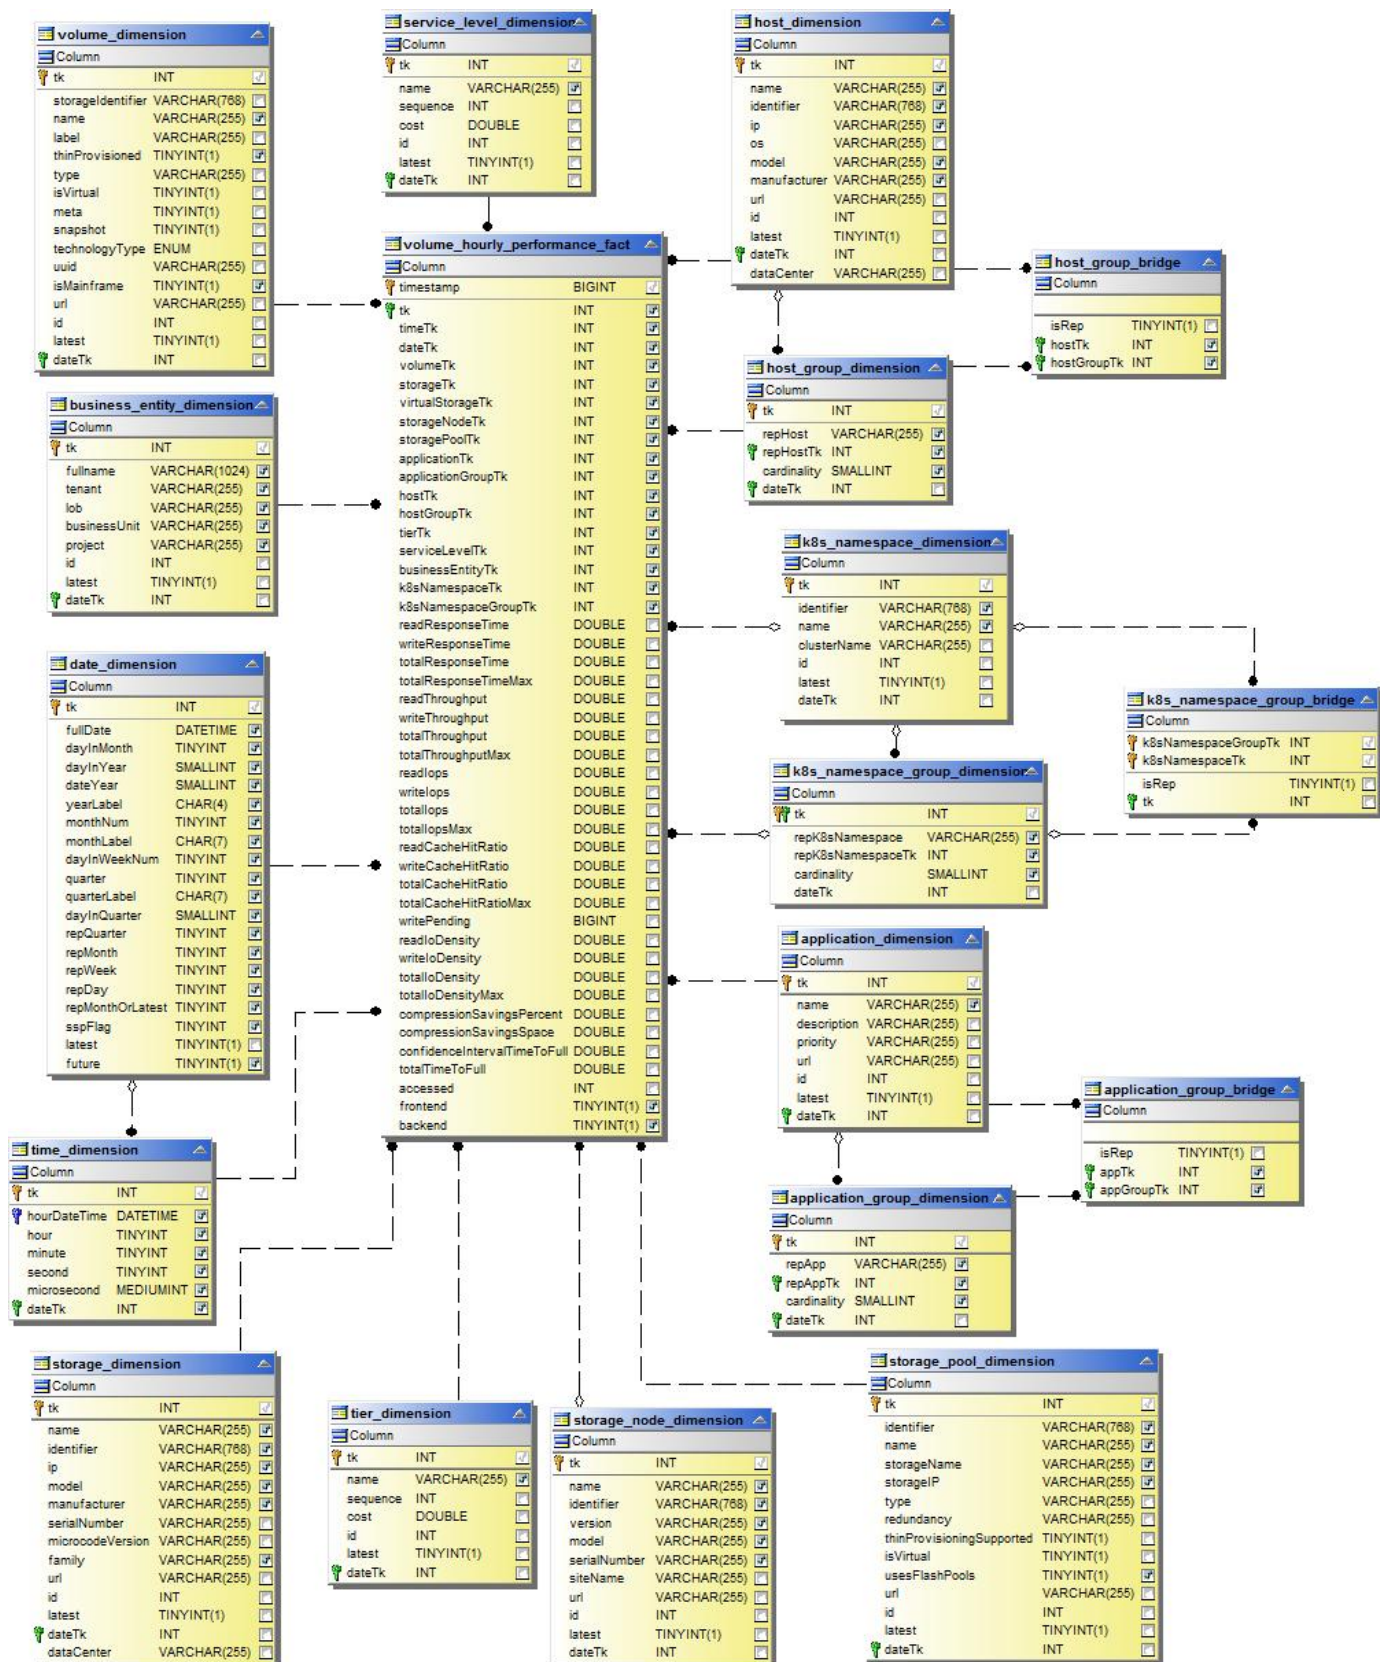 volume_dimension
Column
tk INT
storageIdentifier VARCHAR(768)
name VARCHAR(255)
label VARCHAR(255)
thinProvisioned TINYINT(1)
type VARCHAR(255)
isVirtual TINYINT(1)
meta TINYINT(1)
snapshot TINYINT(1)
technologyType ENUM
uuid VARCHAR(255)
isMainframe TINYINT(1)
url VARCHAR(255)
id INT
latest TINYINT(1)
dateTk INT
service_level_dimension
Column
tk INT
name VARCHAR(255)
sequence INT
cost DOUBLE
id INT
latest TINYINT(1)
dateTk INT
host_dimension
Column
tk INT
name VARCHAR(255)
identifier VARCHAR(768)
ip VARCHAR(255)
os VARCHAR(255)
model VARCHAR(255)
manufacturer VARCHAR(255)
url VARCHAR(255)
id INT
latest TINYINT(1)
dateTk INT
dataCenter VARCHAR(255)
host_group_bridge
Column
isRep TINYINT(1)
hostTk INT
hostGroupTk INT
volume_hourly_performance_fact
Column
timestamp BIGINT
tk INT
timeTk INT
dateTk INT
volumeTk INT
storageTk INT
virtualStorageTk INT
storageNodeTk INT
storagePoolTk INT
applicationTk INT
applicationGroupTk INT
hostTk INT
hostGroupTk INT
tierTk INT
serviceLevelTk INT
businessEntityTk INT
k8sNamespaceTk INT
k8sNamespaceGroupTk INT
readResponseTime DOUBLE
writeResponseTime DOUBLE
totalResponseTime DOUBLE
totalResponseTimeMax DOUBLE
readThroughput DOUBLE
writeThroughput DOUBLE
totalThroughput DOUBLE
totalThroughputMax DOUBLE
readIops DOUBLE
writeIops DOUBLE
totalIops DOUBLE
totalIopsMax DOUBLE
readCacheHitRatio DOUBLE
writeCacheHitRatio DOUBLE
totalCacheHitRatio DOUBLE
totalCacheHitRatioMax DOUBLE
writePending BIGINT
readIoDensity DOUBLE
writeIoDensity DOUBLE
totalIoDensity DOUBLE
totalIoDensityMax DOUBLE
compressionSavingsPercent DOUBLE
compressionSavingsSpace DOUBLE
confidenceIntervalTimeToFull DOUBLE
totalTimeToFull DOUBLE
accessed INT
frontend TINYINT(1)
backend TINYINT(1)
host_group_dimension
Column
tk INT
repHost VARCHAR(255)
repHostTk INT
cardinality SMALLINT
dateTk INT
business_entity_dimension
Column
tk INT
fullname VARCHAR(1024)
tenant VARCHAR(255)
lob VARCHAR(255)
businessUnit VARCHAR(255)
project VARCHAR(255)
id INT
latest TINYINT(1)
dateTk INT
k8s_namespace_dimension
Column
tk INT
identifier VARCHAR(768)
name VARCHAR(255)
clusterName VARCHAR(255)
id INT
latest TINYINT(1)
dateTk INT
k8s_namespace_group_bridge
Column
k8sNamespaceGroupTk INT
k8sNamespaceTk INT
isRep TINYINT(1)
tk INT
date_dimension
Column
tk INT
fullDate DATETIME
dayInMonth TINYINT
dayInYear SMALLINT
dateYear SMALLINT
yearLabel CHAR(4)
monthNum TINYINT
monthLabel CHAR(7)
dayInWeekNum TINYINT
quarter TINYINT
quarterLabel CHAR(7)
dayInQuarter SMALLINT
repQuarter TINYINT
repMonth TINYINT
repWeek TINYINT
repDay TINYINT
repMonthOrLatest TINYINT
sspFlag TINYINT
latest TINYINT(1)
future TINYINT(1)
k8s_namespace_group_dimension
Column
tk INT
repK8sNamespace VARCHAR(255)
repK8sNamespaceTk INT
cardinality SMALLINT
dateTk INT
application_dimension
Column
tk INT
name VARCHAR(255)
description VARCHAR(255)
priority VARCHAR(255)
url VARCHAR(255)
id INT
latest TINYINT(1)
dateTk INT
application_group_bridge
Column
isRep TINYINT(1)
appTk INT
appGroupTk INT
time_dimension
Column
tk INT
hourDateTime DATETIME
hour TINYINT
minute TINYINT
second TINYINT
microsecond MEDIUMINT
dateTk INT
application_group_dimension
Column
tk INT
repApp VARCHAR(255)
repAppTk INT
cardinality SMALLINT
dateTk INT
storage_dimension
Column
tk INT
name VARCHAR(255)
identifier VARCHAR(768)
ip VARCHAR(255)
model VARCHAR(255)
manufacturer VARCHAR(255)
serialNumber VARCHAR(255)
microcodeVersion VARCHAR(255)
family VARCHAR(255)
url VARCHAR(255)
id INT
latest TINYINT(1)
dateTk INT
dataCenter VARCHAR(255)
tier_dimension
Column
tk INT
name VARCHAR(255)
sequence INT
cost DOUBLE
id INT
latest TINYINT(1)
dateTk INT
storage_node_dimension
Column
tk INT
name VARCHAR(255)
identifier VARCHAR(768)
version VARCHAR(255)
model VARCHAR(255)
serialNumber VARCHAR(255)
siteName VARCHAR(255)
url VARCHAR(255)
id INT
latest TINYINT(1)
dateTk INT
storage_pool_dimension
Column
tk INT
identifier VARCHAR(768)
name VARCHAR(255)
storageName VARCHAR(255)
storageIP VARCHAR(255)
type VARCHAR(255)
redundancy VARCHAR(255)
thinProvisioningSupported TINYINT(1)
isVirtual TINYINT(1)
usesFlashPools TINYINT(1)
url VARCHAR(255)
id INT
latest TINYINT(1)
dateTk INT